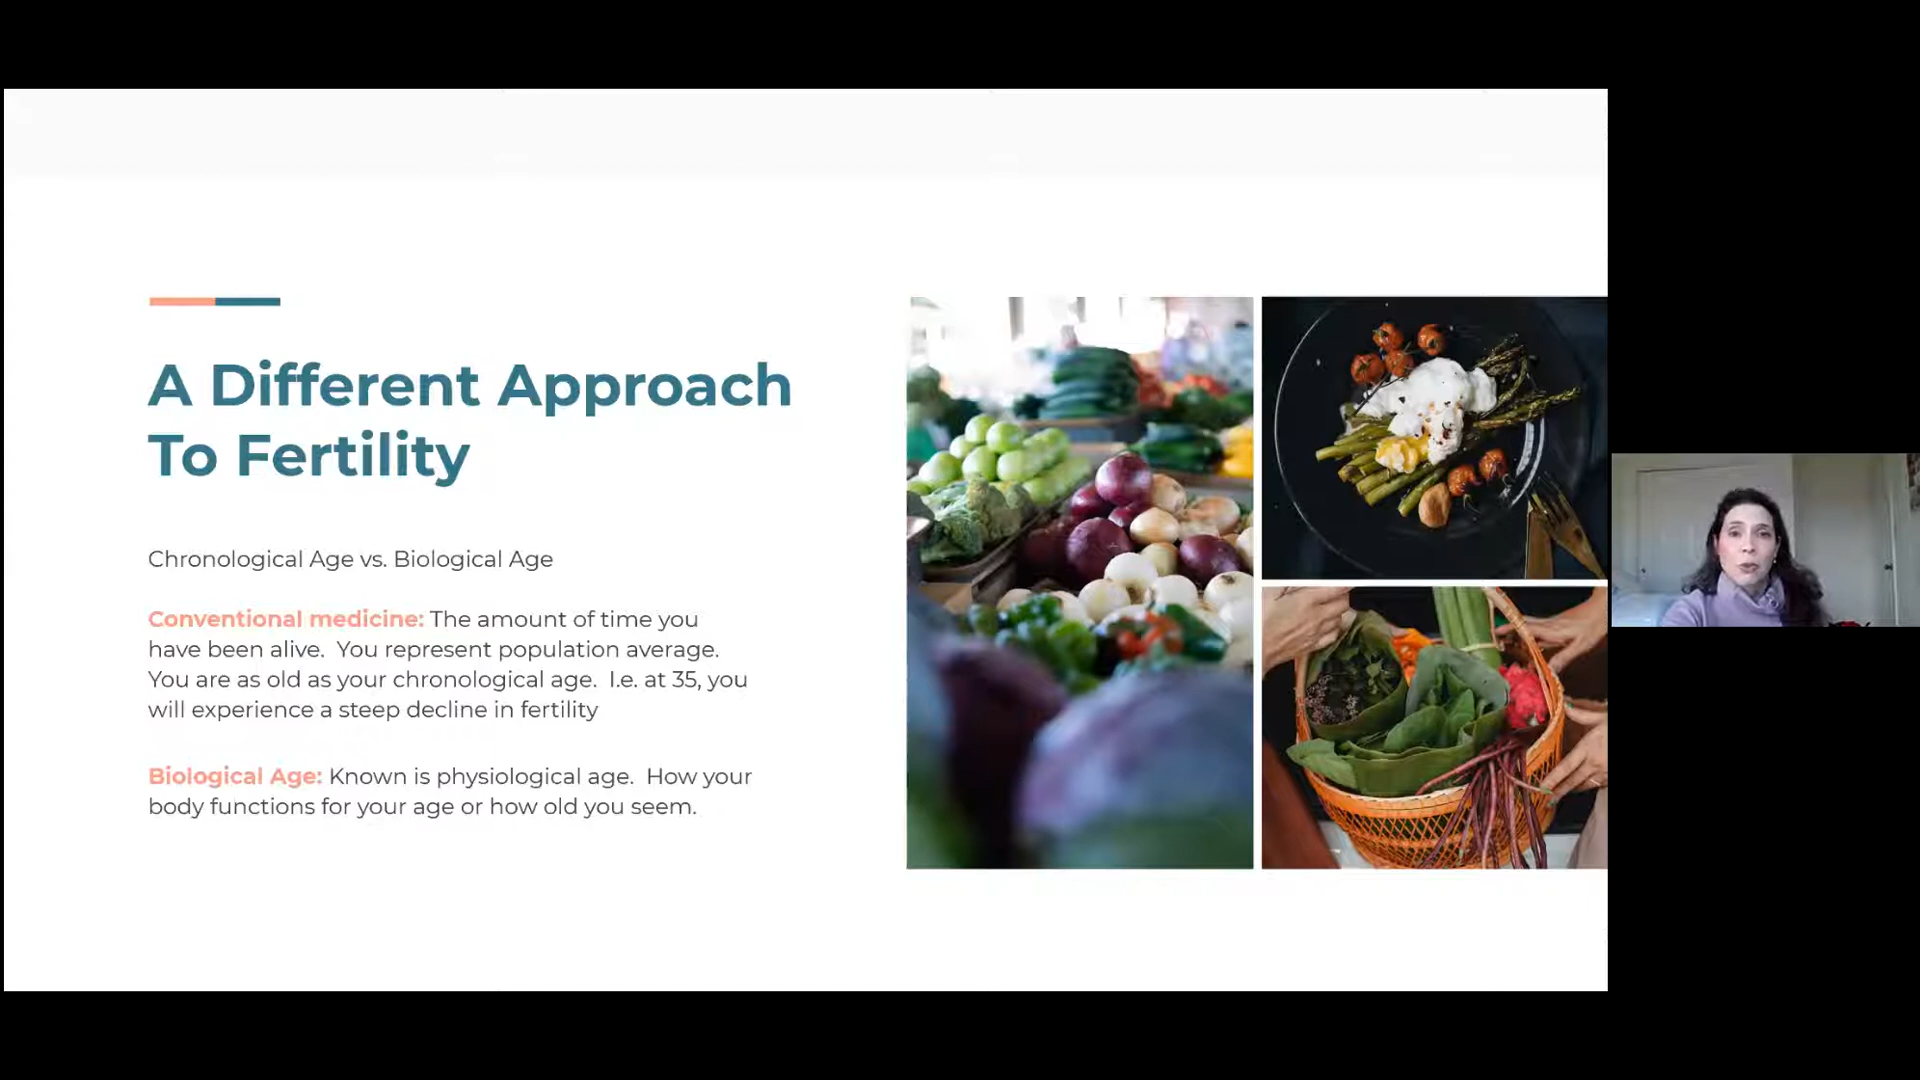 A Different Approach
To Fertility
Chronological Age vs. Biological Age
Conventional medicine: The amount of time you
have been alive.  You represent population average.
You are as old as your chronological age.  I.e. at 35, you
will experience a steep decline in fertility
Biological Age: Known is physiological age.  How your
body functions for your age or how old you seem.